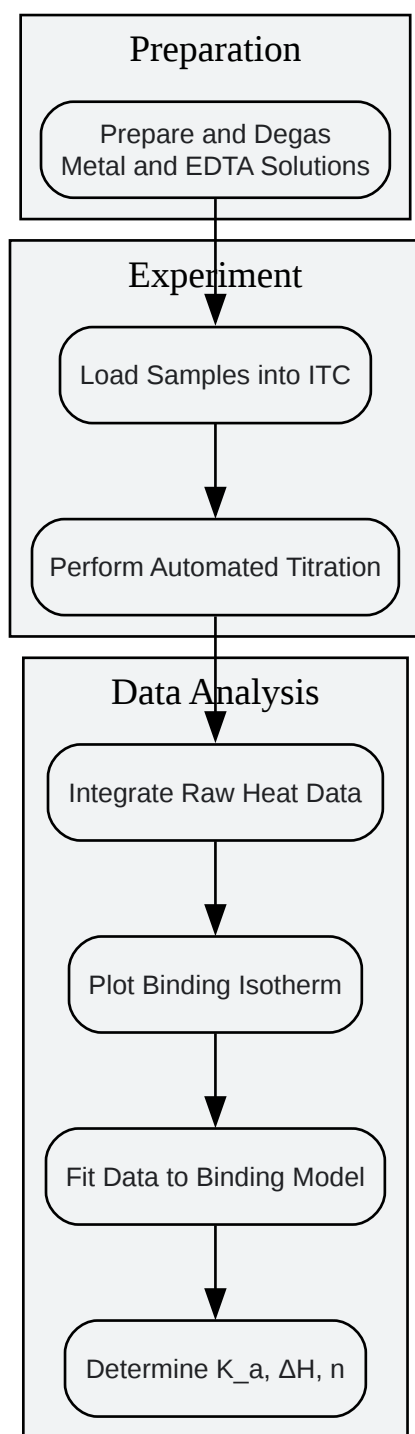 Preparation
Prepare and Degas
Metal and EDTA Solutions
Experiment
Load Samples into ITC
Perform Automated Titration
Data Analysis
Integrate Raw Heat Data
Plot Binding Isotherm
Fit Data to Binding Model
Determine K_a, ΔH, n